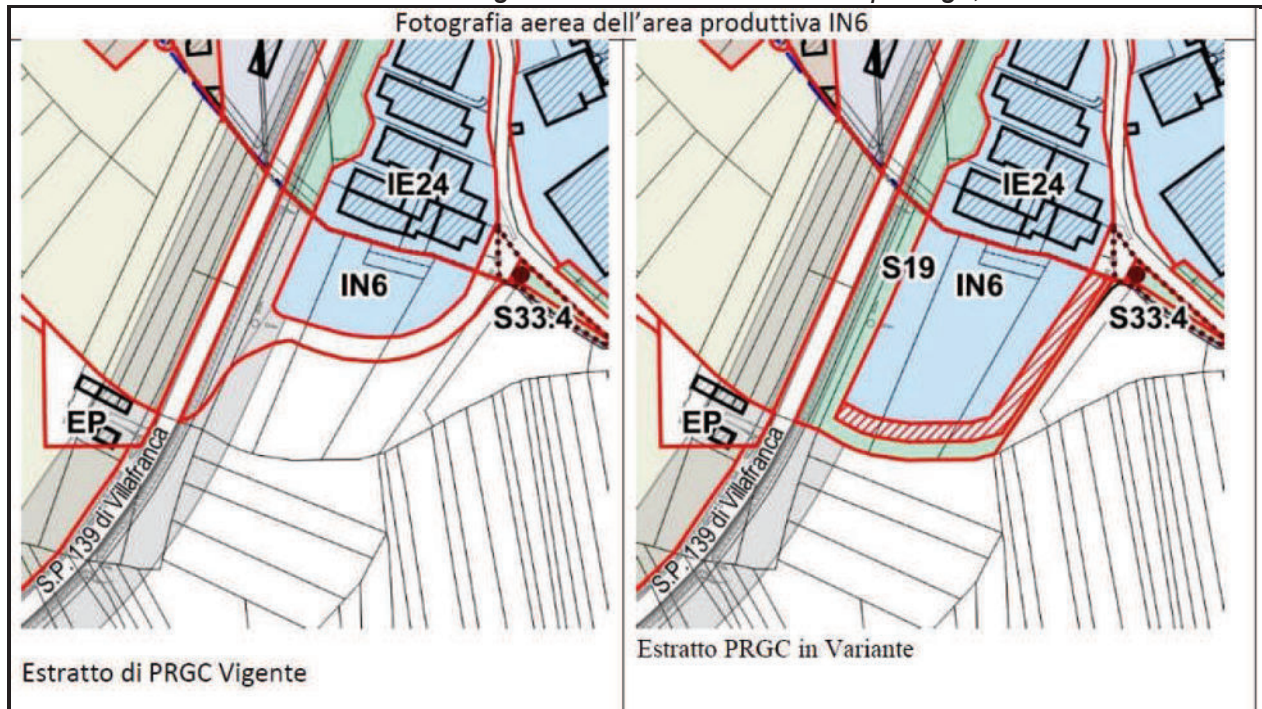 Fotografia aerea dell'area produttiva IN6
IE24
IN6
S33.4
EP
S.P. 139 di Villafranca
Estratto di PRGC Vigente
IE24
S19
IN6
S33.4
EP
S.P. 139 di Villafranca
Estratto PRGC in Variante